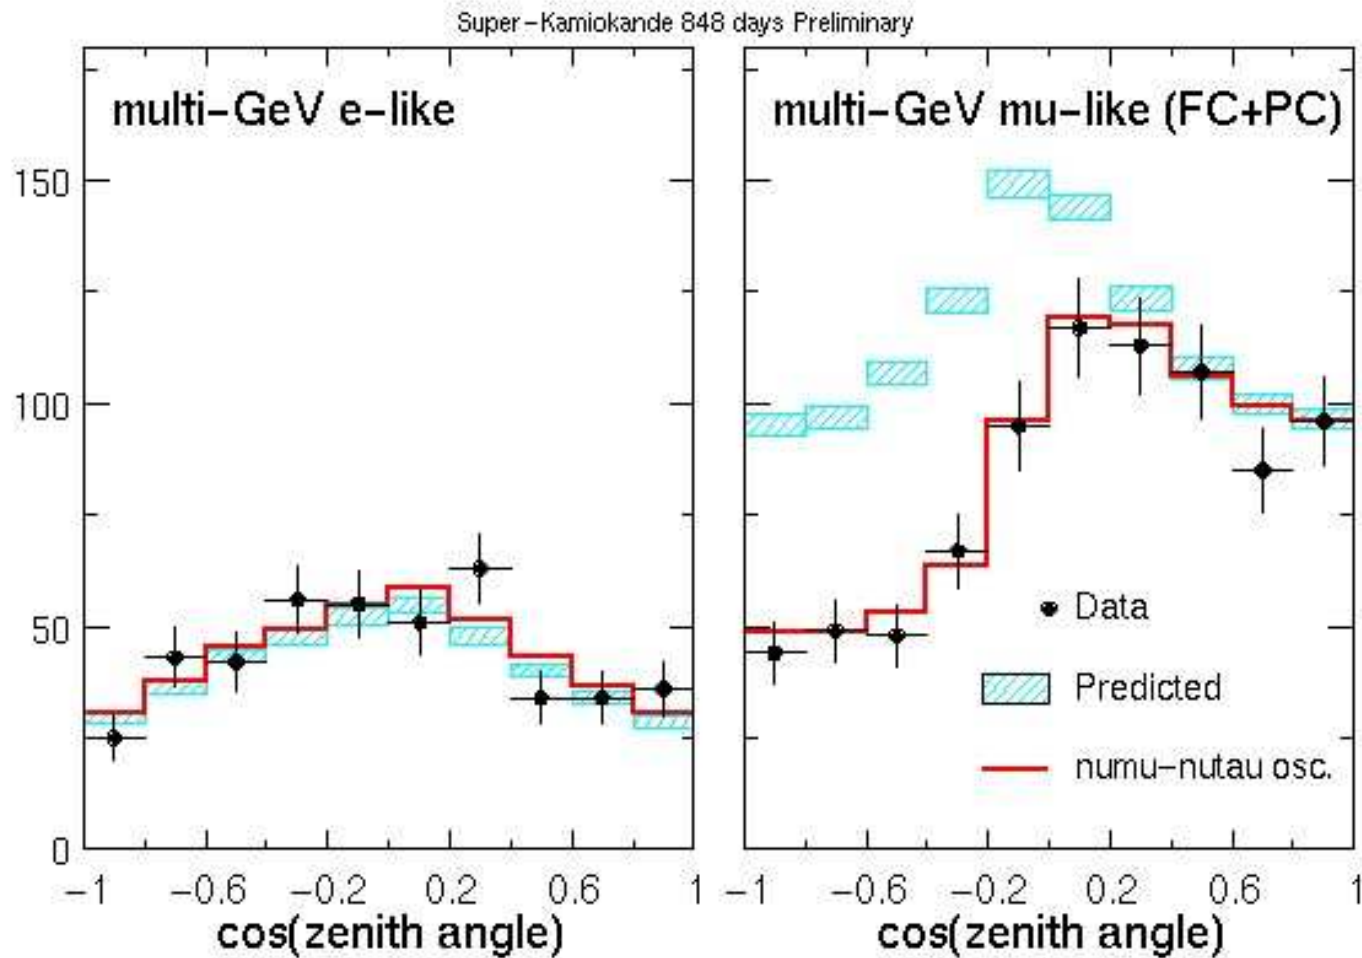 Super-Kamiokande 848 days Preliminary
multi-GeV e-like
multi-GeV mu-like (FC+PC)
150
100
50
0
Data
Predicted
numu-nutau osc.
-1 -0.6 -0.2 0.2 0.6 1
-1 -0.6 -0.2 0.2 0.6 1
cos(zenith angle)
cos(zenith angle)